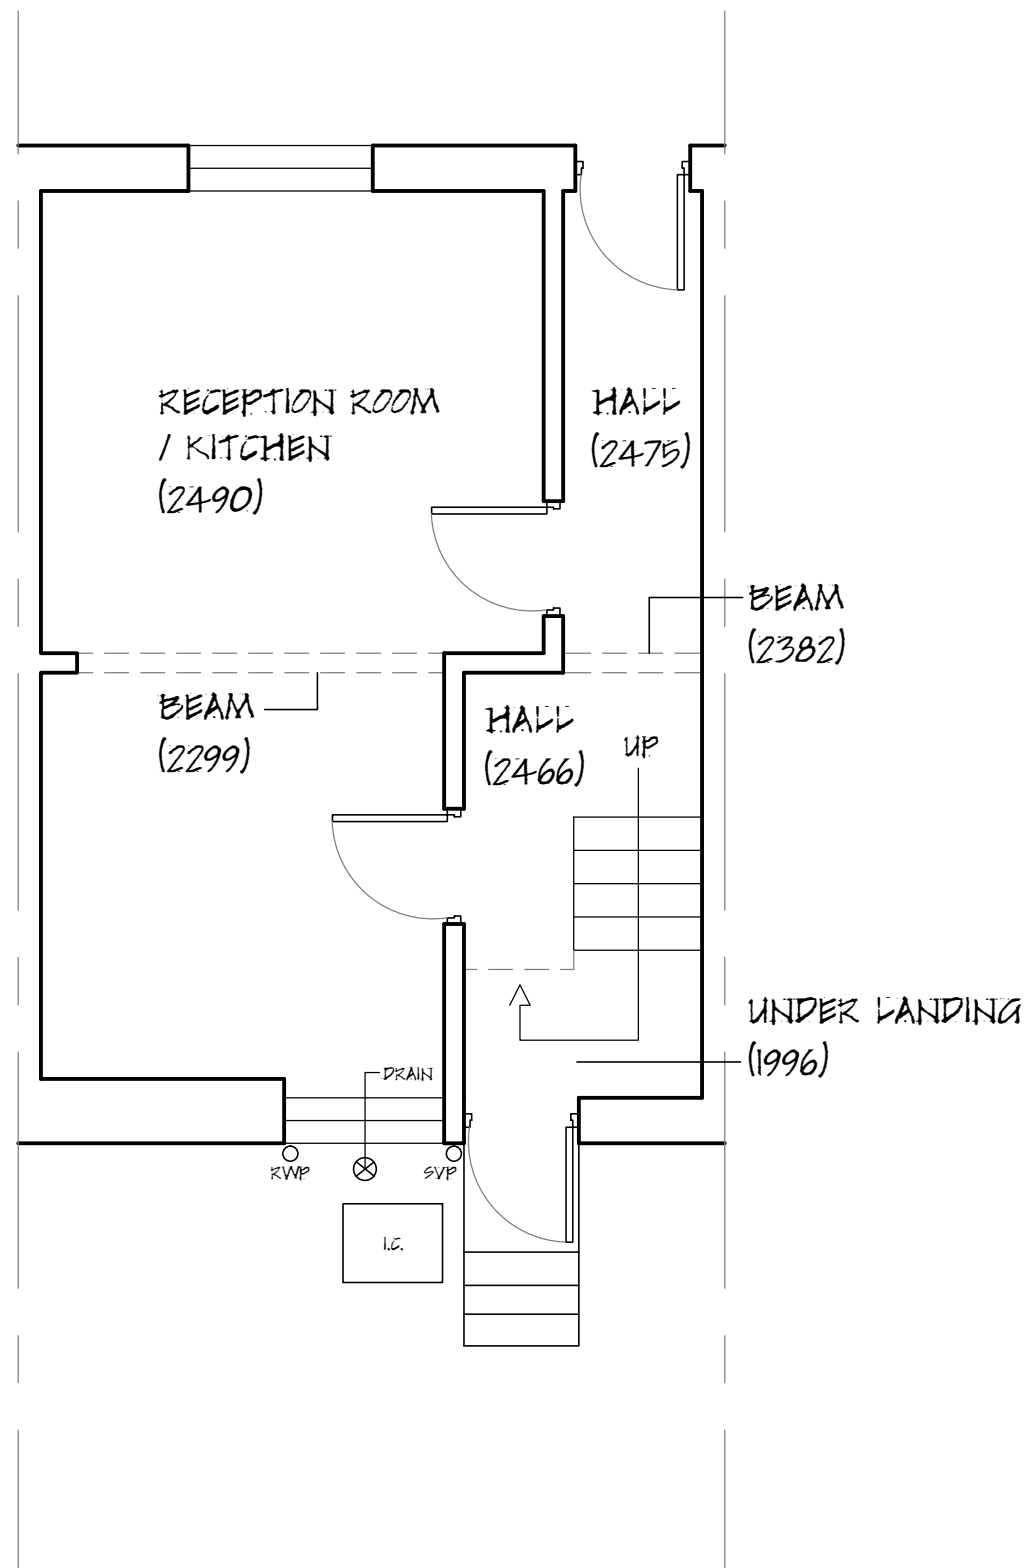 RECEPTION ROOM
/ KITCHEN
(2490)
HALL
(2475)
BEAM
(2382)
BEAM
(2299)
HALL
(2466)
UP
UNDER LANDING
(1996)
DRAIN
RWP
SVP
I.C.